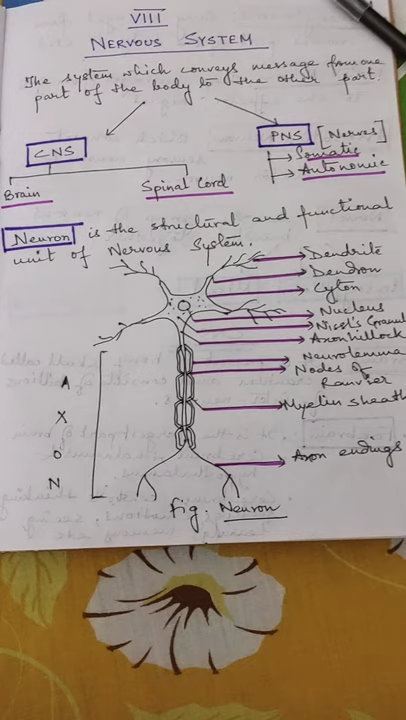 VIII
NERVOUS SYSTEM
The system which conveys message from one
part of the body to the other part.
CNS
PNS [Nerves]
Somatic
Autonomic
Brain
Spinal Cord
Neuron is the structural and functional
unit of Nervous System.
Dendrite
Dendron
Cyton
Nucleus
Nissl's Granul
Axon hillock
Neurolemma
Nodes of
Ranvier
Myelin sheath
Axon endings
A
X
O
N
Fig. Neuron